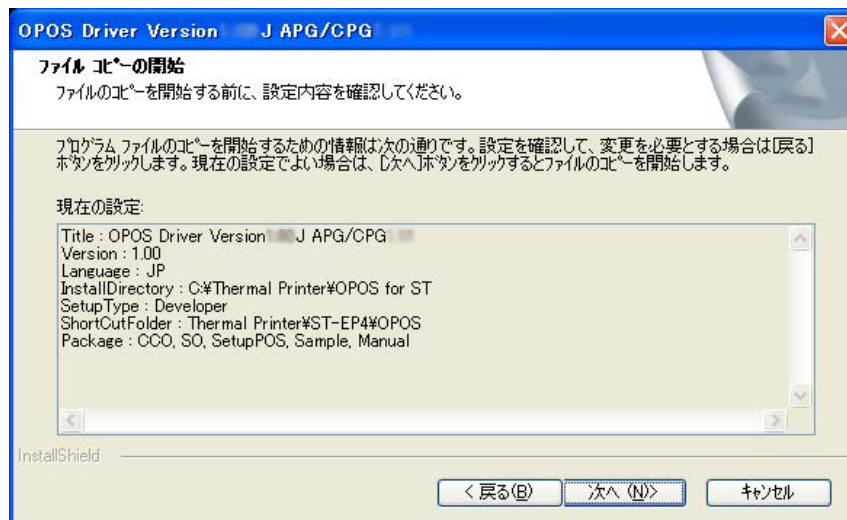 OPOS Driver Version J APG/CPG
ファイル コピーの開始
ファイルのコピーを開始する前に、設定内容を確認してください。
プログラム ファイルのコピーを開始するための情報は次の通りです。設定を確認して、変更を必要とする場合は[戻る]
ボタンをクリックします。現在の設定でよい場合は、[次へ]ボタンをクリックするとファイルのコピーを開始します。
現在の設定:
Title : OPOS Driver Version J APG/CPG
Version : 1.00
Language : JP
InstallDirectory : C:¥Thermal Printer¥OPOS for ST
SetupType : Developer
ShortCutFolder : Thermal Printer¥ST-EP4¥OPOS
Package : CCO, SO, SetupPOS, Sample, Manual
InstallShield
< 戻る(B)
次へ (N)>
キャンセル